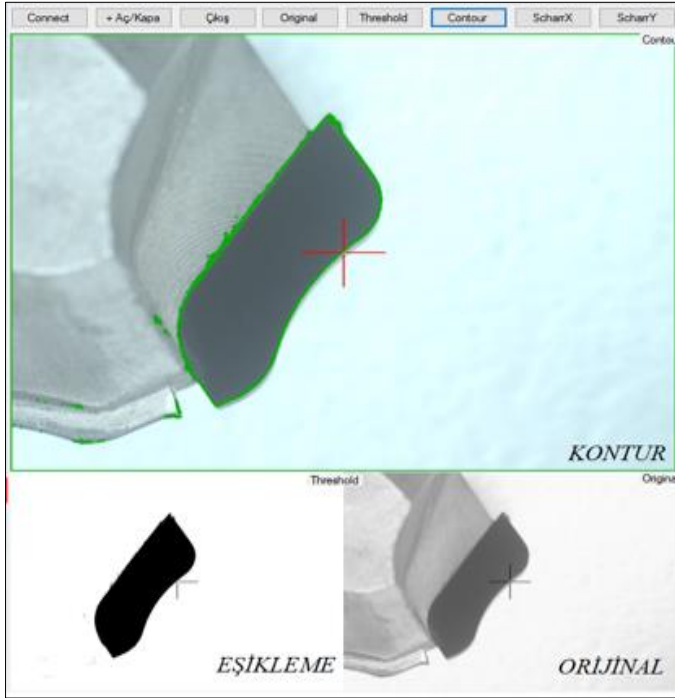 Connect + Aç/Kapa Çıkış Original Threshold Contour ScharrX ScharrY
Contou
KONTUR
Threshold Origina
EŞİKLEME ORİJİNAL